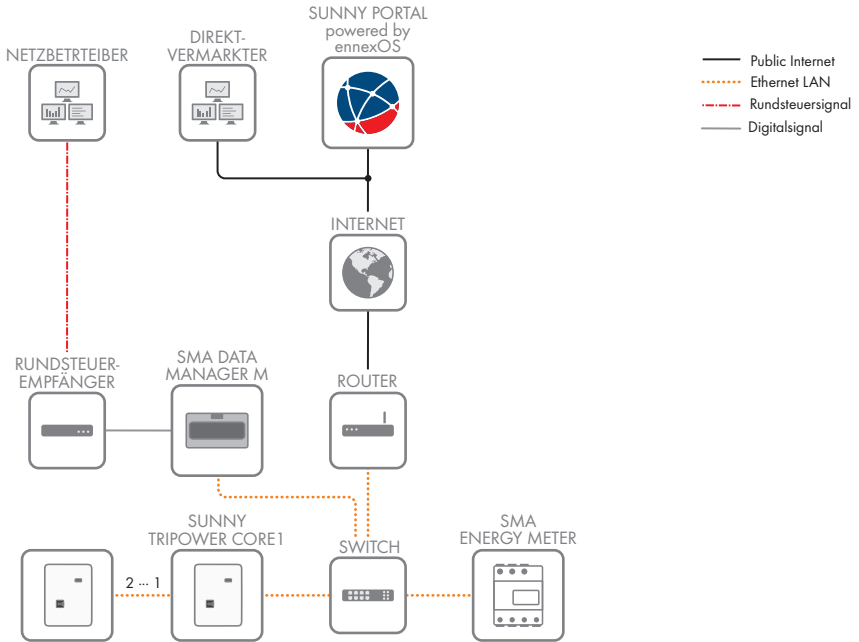 SUNNY PORTAL
powered by
ennexOS
DIREKT-
VERMARKTER
NETZBETRTEIBER
Public Internet
Ethernet LAN
Rundsteuersignal
Digitalsignal
INTERNET
RUNDSTEUER-
EMPFÄNGER
SMA DATA
MANAGER M
ROUTER
SUNNY
TRIPOWER CORE1
SWITCH
SMA
ENERGY METER
2 ... 1